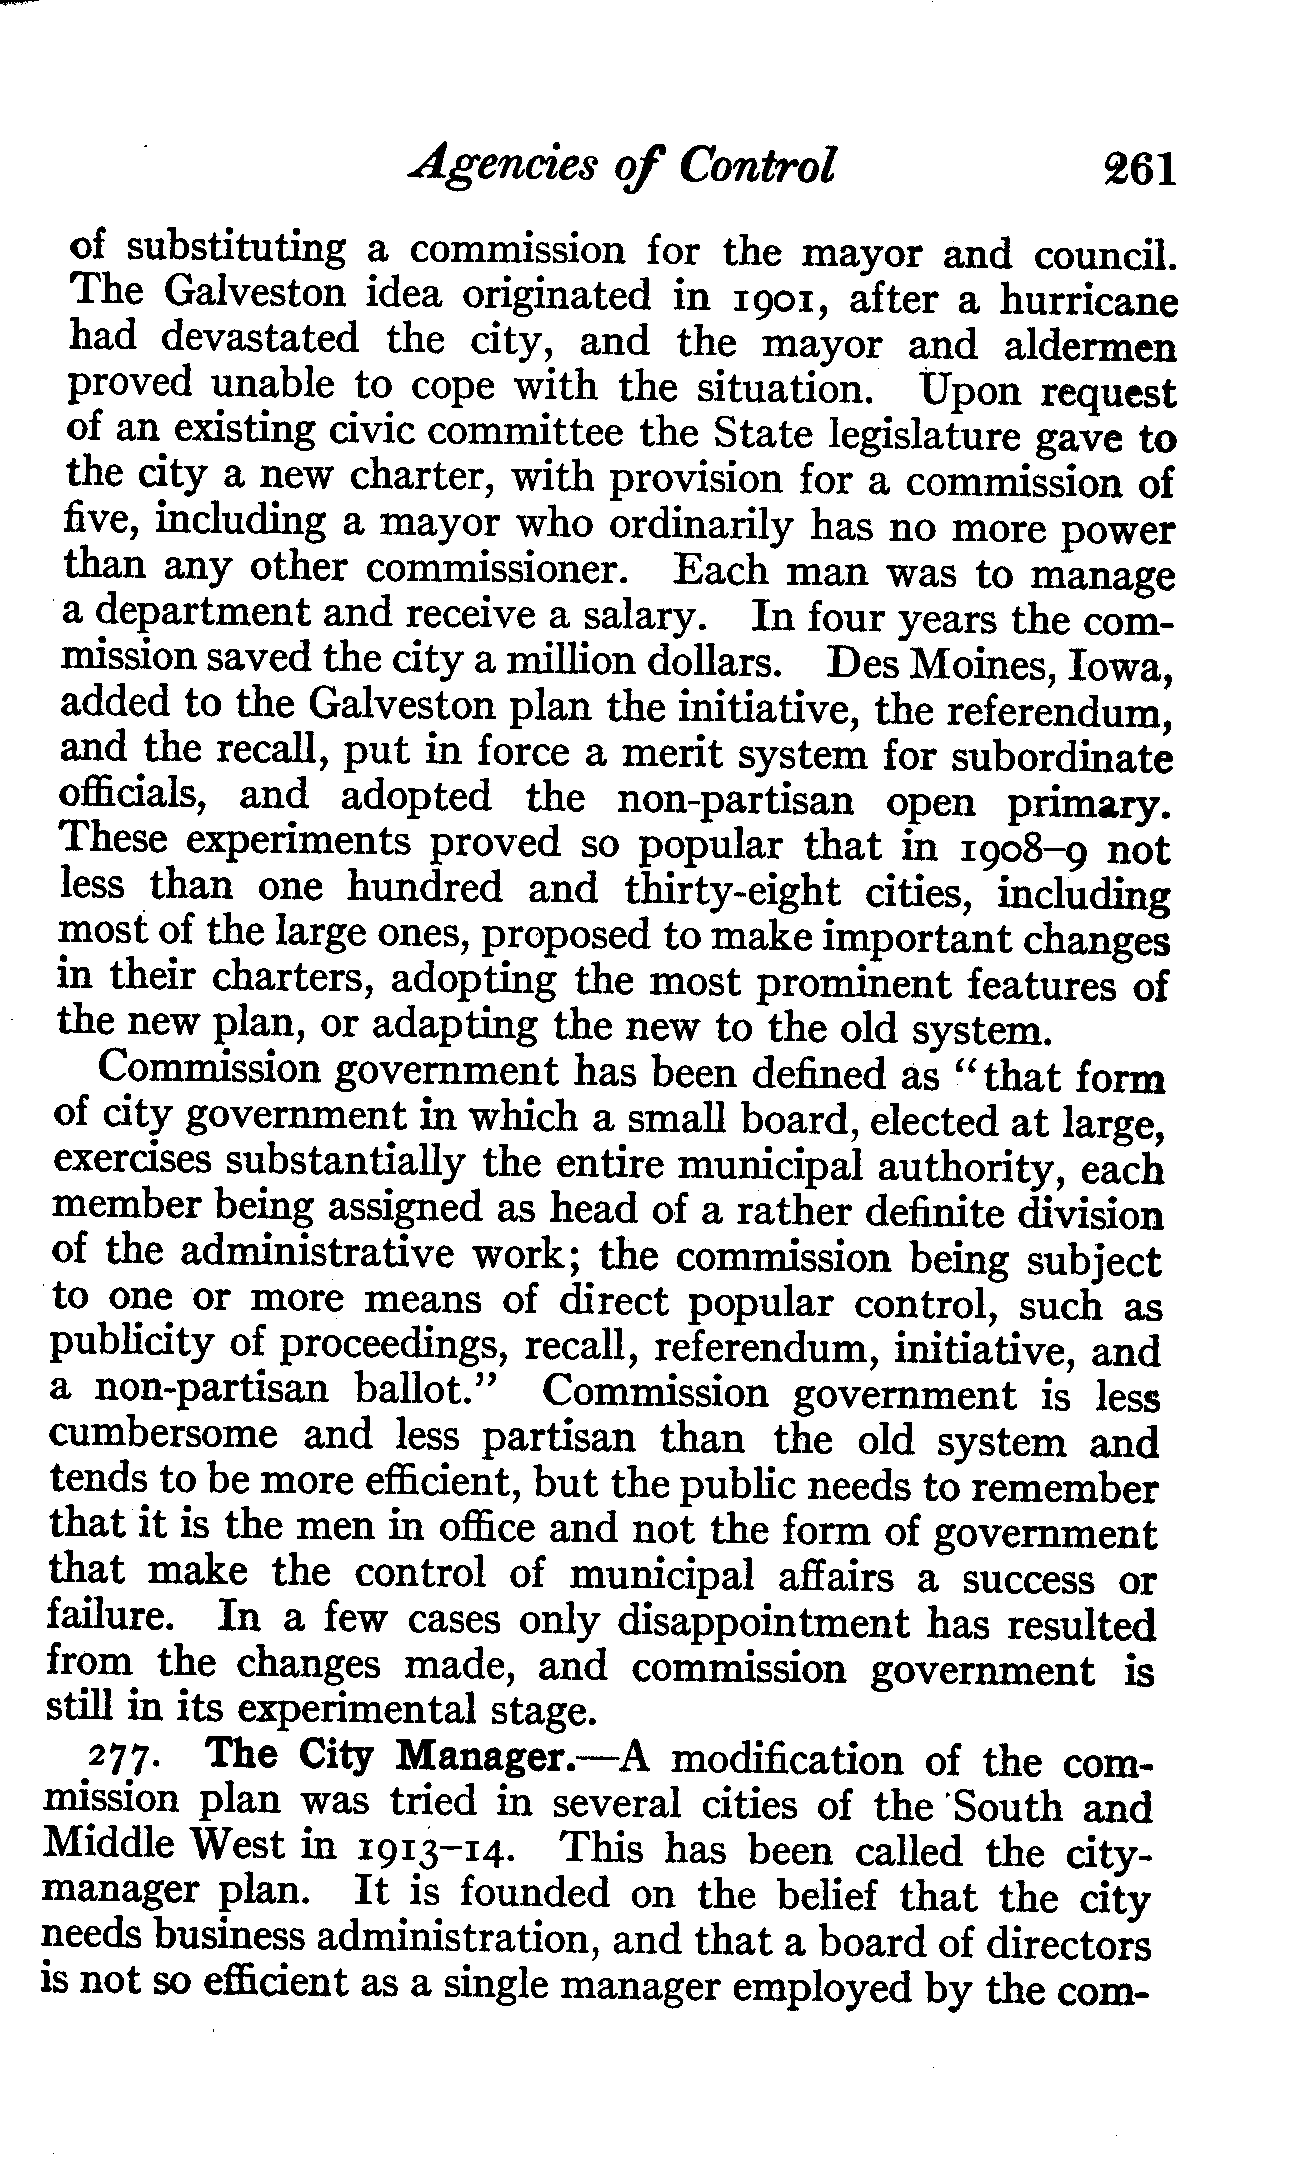 Agencies of Control 261
of substituting a commission for the mayor and council.
The Galveston idea originated in 1901, after a hurricane
had devastated the city, and the mayor and aldermen
proved unable to cope with the situation. Upon request
of an existing civic committee the State legislature gave to
the city a new charter, with provision for a commission of
five, including a mayor who ordinarily has no more power
than any other commissioner. Each man was to manage
a department and receive a salary. In four years the com-
mission saved the city a million dollars. Des Moines, Iowa,
added to the Galveston plan the initiative, the referendum,
and the recall, put in force a merit system for subordinate
officials, and adopted the non-partisan open primary.
These experiments proved so popular that in 1908–9 not
less than one hundred and thirty-eight cities, including
most of the large ones, proposed to make important changes
in their charters, adopting the most prominent features of
the new plan, or adapting the new to the old system.
Commission government has been defined as “that form
of city government in which a small board, elected at large,
exercises substantially the entire municipal authority, each
member being assigned as head of a rather definite division
of the administrative work; the commission being subject
to one or more means of direct popular control, such as
publicity of proceedings, recall, referendum, initiative, and
a non-partisan ballot.” Commission government is less
cumbersome and less partisan than the old system and
tends to be more efficient, but the public needs to remember
that it is the men in office and not the form of government
that make the control of municipal affairs a success or
failure. In a few cases only disappointment has resulted
from the changes made, and commission government is
still in its experimental stage.
277. The City Manager.—A modification of the com-
mission plan was tried in several cities of the South and
Middle West in 1913–14. This has been called the city-
manager plan. It is founded on the belief that the city
needs business administration, and that a board of directors
is not so efficient as a single manager employed by the com-